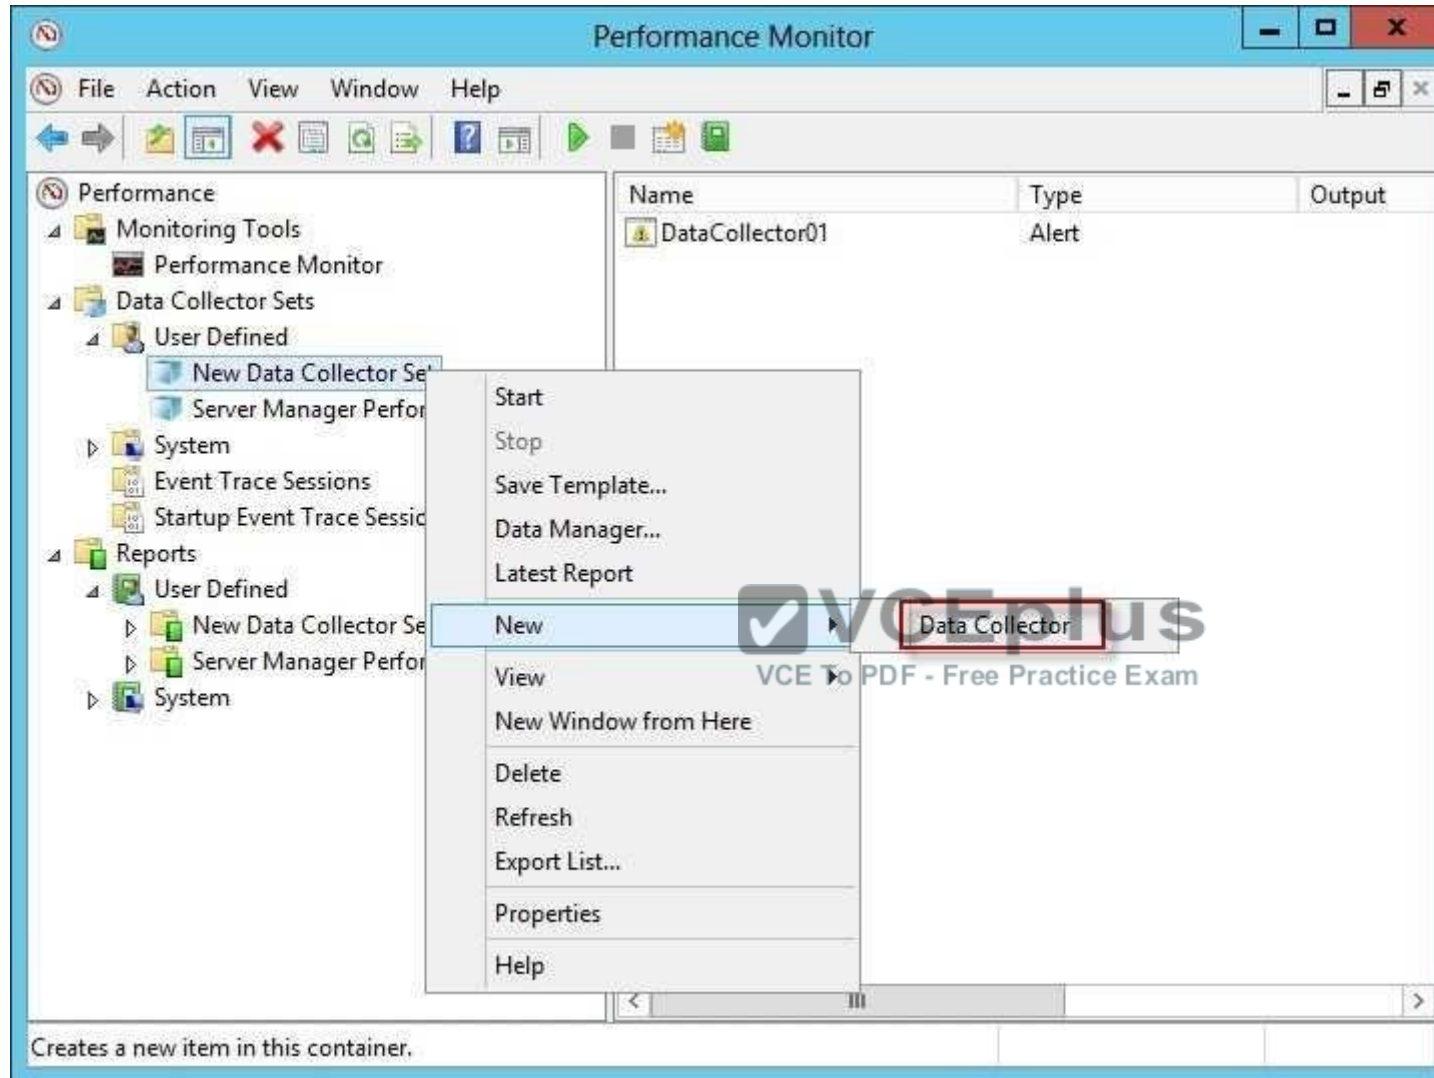 Performance Monitor
File Action View Window Help
Performance
Monitoring Tools
Performance Monitor
Data Collector Sets
User Defined
New Data Collector Set
Server Manager Perfor
System
Event Trace Sessions
Startup Event Trace Sessio
Reports
User Defined
New Data Collector Se
Server Manager Perfor
System
Name Type Output
DataCollector01 Alert
Start
Stop
Save Template...
Data Manager...
Latest Report
New
View
New Window from Here
Delete
Refresh
Export List...
Properties
Help
Data Collector
VCEplus
VCE To PDF - Free Practice Exam
Creates a new item in this container.